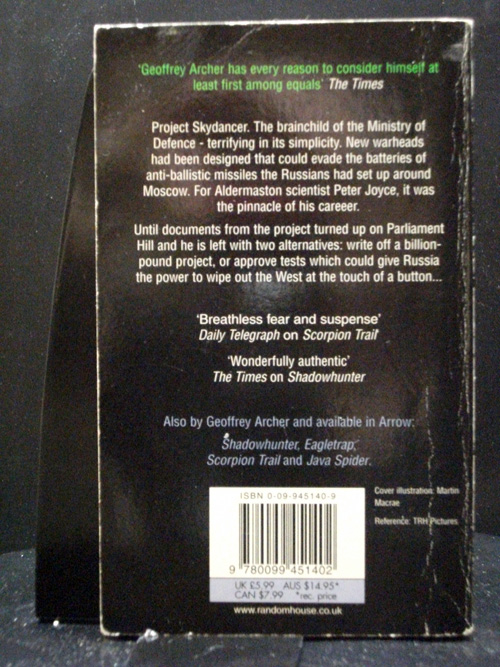 'Geoffrey Archer has every reason to consider himself at
least first among equals' The Times
Project Skydancer. The brainchild of the Ministry of
Defence - terrifying in its simplicity. New warheads
had been designed that could evade the batteries of
anti-ballistic missiles the Russians had set up around
Moscow. For Aldermaston scientist Peter Joyce, it was
the pinnacle of his career.
Until documents from the project turned up on Parliament
Hill and he is left with two alternatives: write off a billion-
pound project, or approve tests which could give Russia
the power to wipe out the West at the touch of a button...
'Breathless fear and suspense'
Daily Telegraph on Scorpion Trail
'Wonderfully authentic'
The Times on Shadowhunter
Also by Geoffrey Archer and available in Arrow:
Shadowhunter, Eagletrap,
Scorpion Trail and Java Spider.
ISBN 0-09-945140-9
9 780099 451402
UK £5.99 AUS $14.95*
CAN $7.99 *rec. price
www.randomhouse.co.uk
Cover illustration: Martin
Macrae
Reference: TRH Pictures